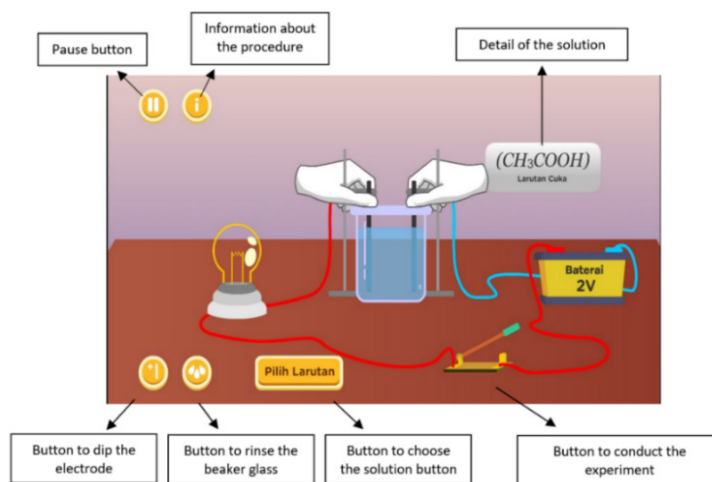 Information about
the procedure
Pause button
Detail of the solution
i
(CH₃COOH)
Larutan Cuka
Baterai
2V
Pilih Larutan
Button to dip the
electrode
Button to rinse the
beaker glass
Button to choose
the solution button
Button to conduct the
experiment